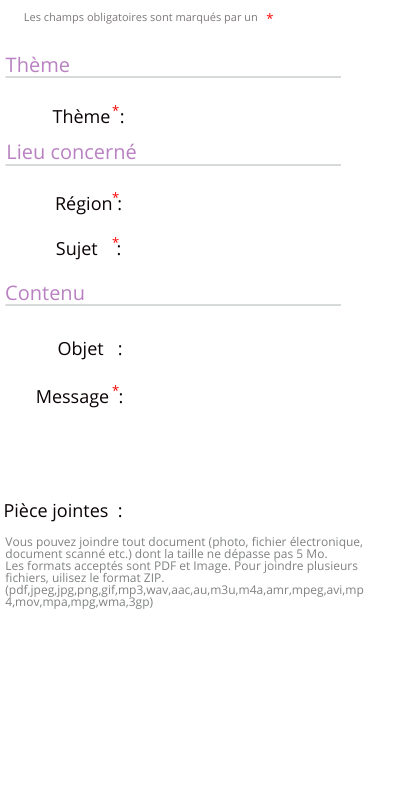 Les champs obligatoires sont marqués par un *
Thème
Thème * :
Lieu concerné
Région * :
Sujet * :
Contenu
Objet :
Message * :
Pièce jointes :
Vous pouvez joindre tout document (photo, fichier électronique,
document scanné etc.) dont la taille ne dépasse pas 5 Mo.
Les formats acceptés sont PDF et Image. Pour joindre plusieurs
fichiers, uilisez le format ZIP.
(pdf,jpeg,jpg,png,gif,mp3,wav,aac,au,m3u,m4a,amr,mpeg,avi,mp
4,mov,mpa,mpg,wma,3gp)